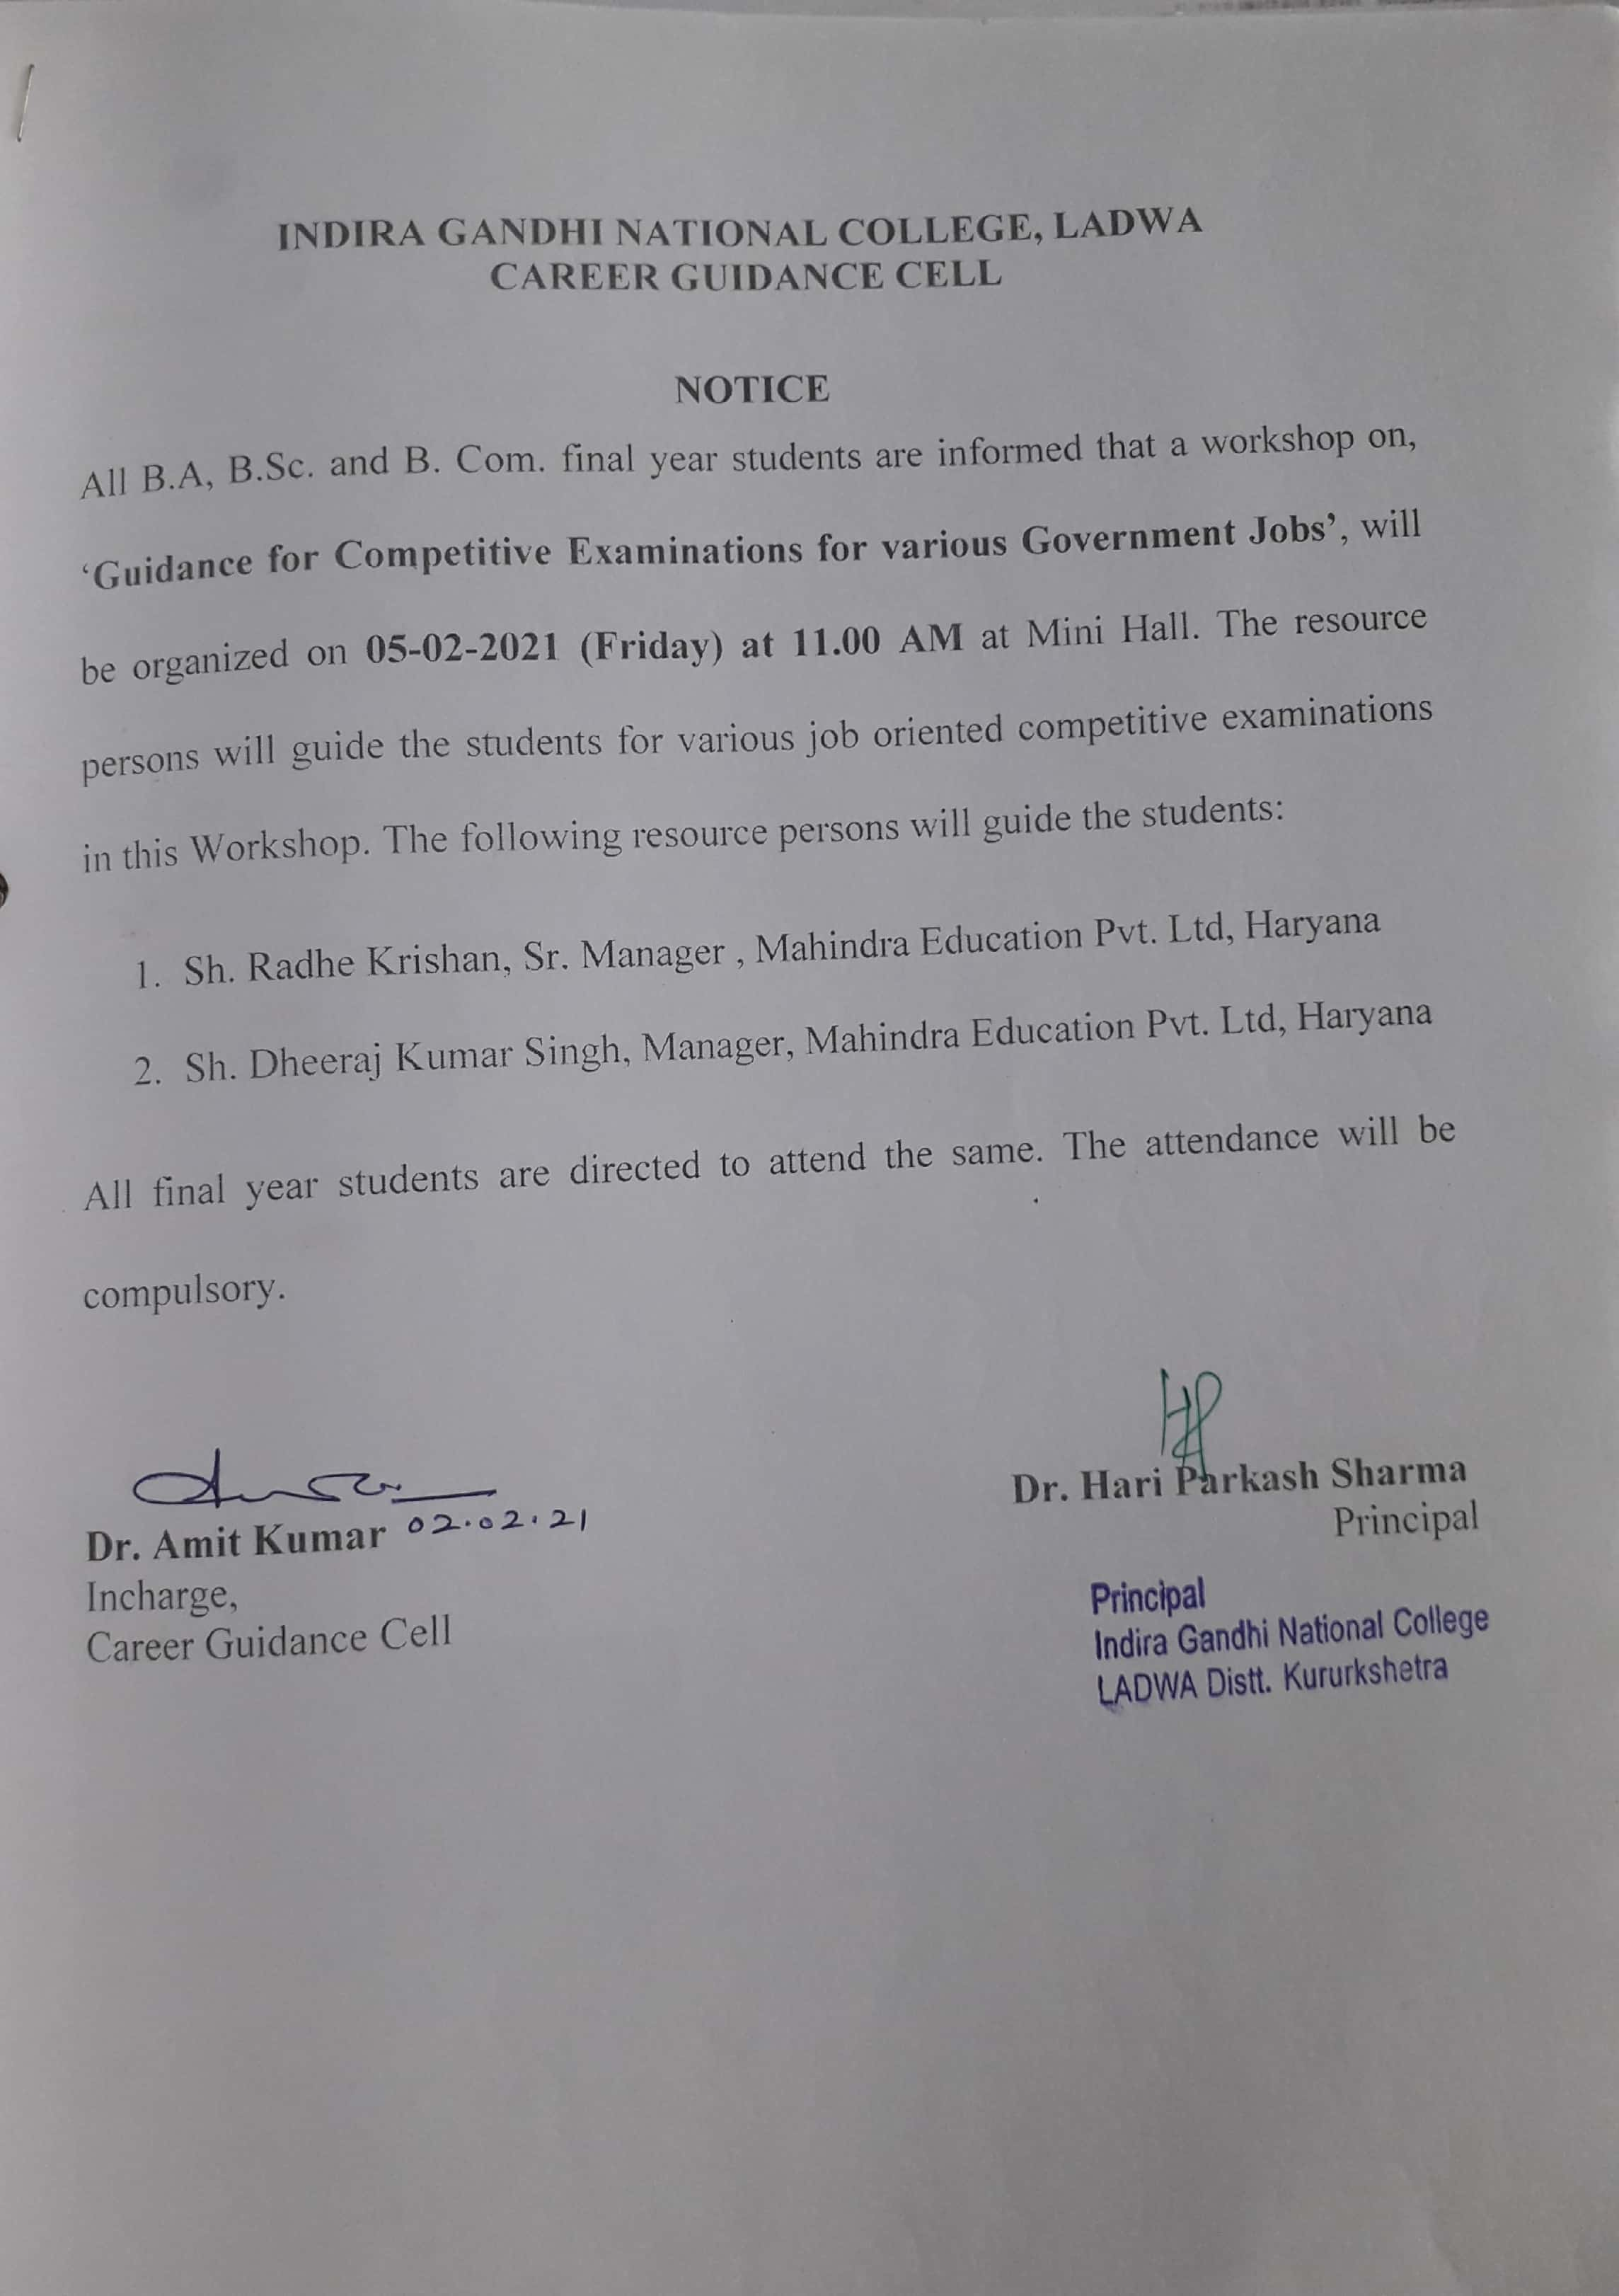 INDIRA GANDHI NATIONAL COLLEGE, LADWA
CAREER GUIDANCE CELL
NOTICE
All B.A, B.Sc. and B. Com. final year students are informed that a workshop on,
‘Guidance for Competitive Examinations for various Government Jobs’, will
be organized on 05-02-2021 (Friday) at 11.00 AM at Mini Hall. The resource
persons will guide the students for various job oriented competitive examinations
in this Workshop. The following resource persons will guide the students:
1. Sh. Radhe Krishan, Sr. Manager , Mahindra Education Pvt. Ltd, Haryana
2. Sh. Dheeraj Kumar Singh, Manager, Mahindra Education Pvt. Ltd, Haryana
All final year students are directed to attend the same. The attendance will be
compulsory.
Dr. Amit Kumar 02.02.21
Incharge,
Career Guidance Cell
Dr. Hari Parkash Sharma
Principal
Principal
Indira Gandhi National College
LADWA Distt. Kururkshetra